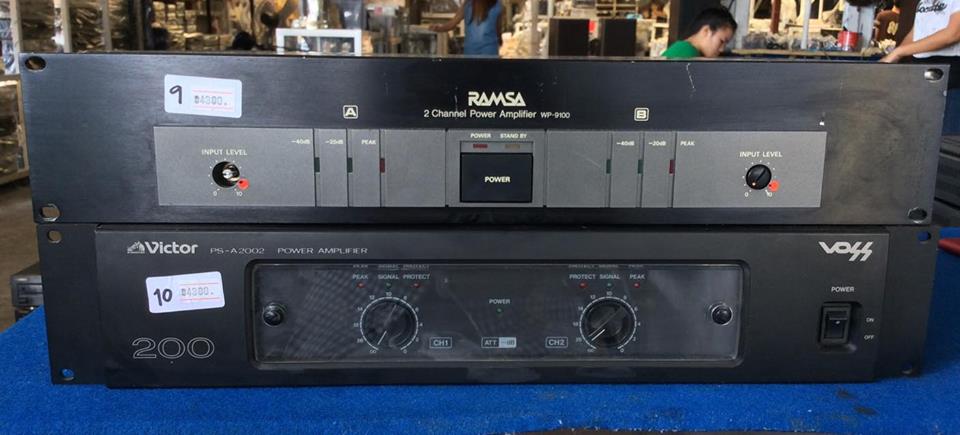 9
฿4300.
RAMSA
2 Channel Power Amplifier WP-9100
A
B
POWER STAND BY
-40dB -20dB PEAK
-40dB -20dB PEAK
INPUT LEVEL
INPUT LEVEL
0 10
0 10
POWER
Victor PS-A2002 POWER AMPLIFIER
VOSS
10
฿4300.
PEAK SIGNAL PROTECT
PROTECT SIGNAL PEAK
POWER
POWER
ON
OFF
CH1 ATT -dB CH2
200